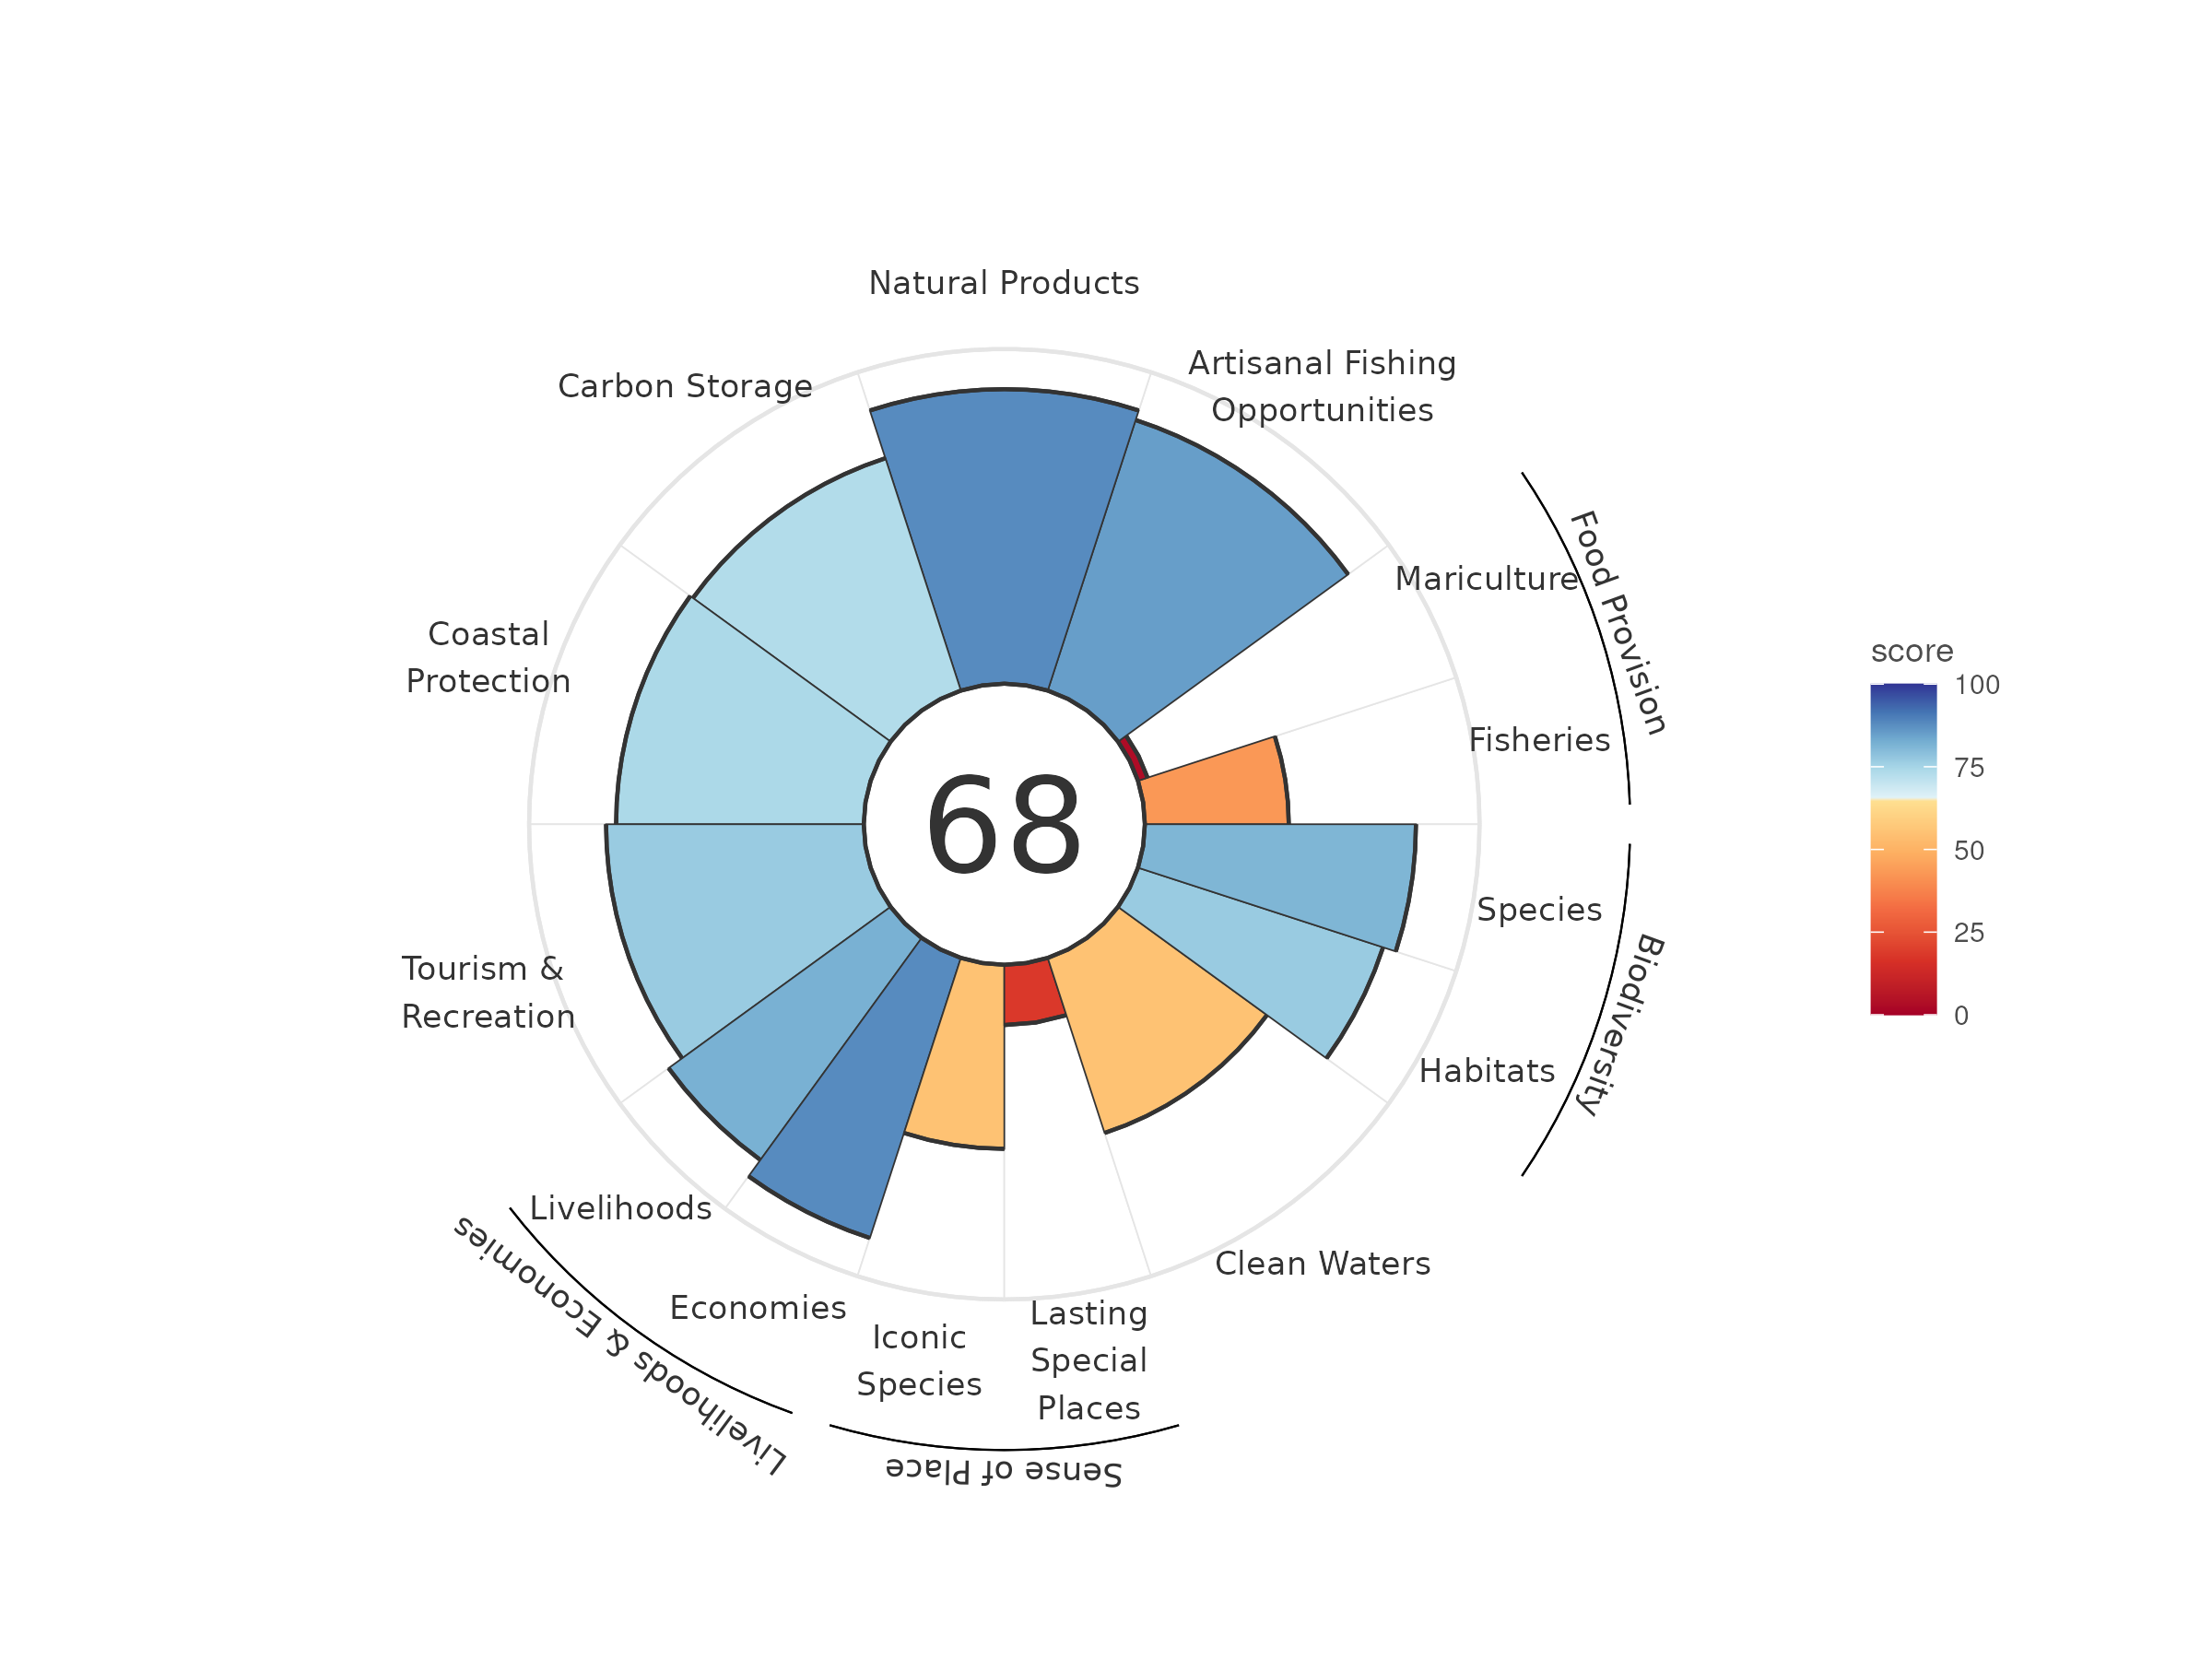 Natural Products
Artisanal Fishing
Opportunities
Carbon Storage
Food Provision
Mariculture
Coastal
Protection
score
100
75
50
25
0
Fisheries
68
Species
Biodiversity
Tourism &
Recreation
Habitats
Livelihoods
Clean Waters
Livelihoods & Economies
Economies
Iconic
Species
Lasting
Special
Places
Sense of Place